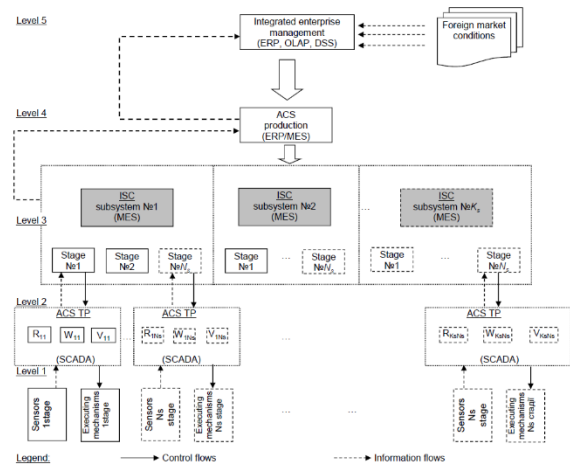 Level 5
Integrated enterprise
management
(ERP, OLAP, DSS)
Foreign market
conditions
Level 4
ACS
production
(ERP/MES)
Level 3
ISC
subsystem №1
(MES)
ISC
subsystem №2
(MES)
...
ISC
subsystem №Ks
(MES)
Stage
№1
Stage
№2
Stage
№Ns
Stage
№1
...
Stage
№Ns
Stage
№1
...
Stage
№Ns
Level 2
ACS TP
R11
W11
V11
(SCADA)
...
ACS TP
R1Ns
W1Ns
V1Ns
(SCADA)
...
ACS TP
RKsNs
WKsNs
VKsNs
(SCADA)
Level 1
Sensors
1stage
Executing
mechanisms
1stage
Sensors
Ns stage
Executing
mechanisms
Ns stage
...
...
Sensors
Ns stage
Executing
mechanisms
Ns cтадii
Legend:
Control flows
Information flows